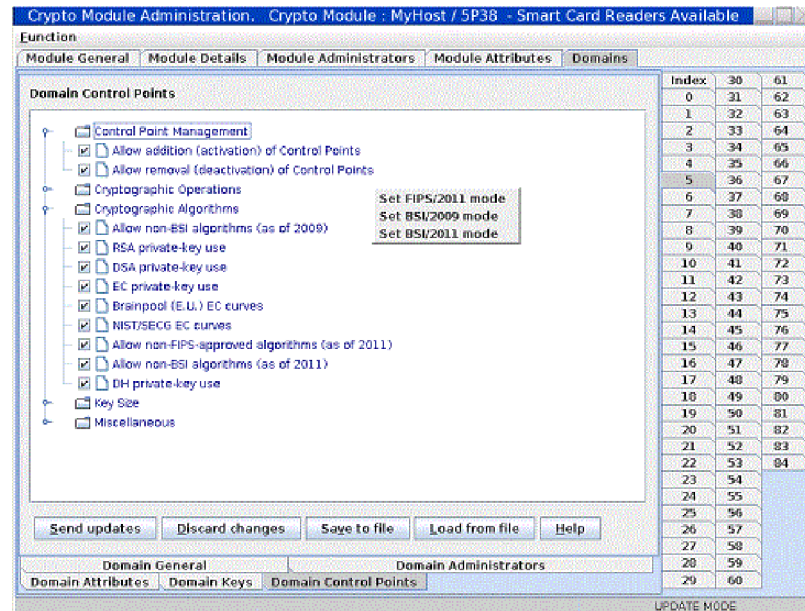 Crypto Module Administration. Crypto Module : MyHost / 5P38 - Smart Card Readers Available
Function
Module General Module Details Module Administrators Module Attributes Domains
Domain Control Points
Control Point Management
Allow addition (activation) of Control Points
Allow removal (deactivation) of Control Points
Cryptographic Operations
Cryptographic Algorithms
Allow non-BSI algorithms (as of 2009)
RSA private-key use
DSA private-key use
EC private-key use
Brainpool (E.U.) EC curves
NIST/SECG EC curves
Allow non-FIPS-approved algorithms (as of 2011)
Allow non-BSI algorithms (as of 2011)
DH private-key use
Key Size
Miscellaneous
Set FIPS/2011 mode
Set BSI/2009 mode
Set BSI/2011 mode
Send updates Discard changes Save to file Load from file Help
Domain General Domain Administrators
Domain Attributes Domain Keys Domain Control Points
Index 30 61
0 31 62
1 32 63
2 33 64
3 34 65
4 35 66
5 36 67
6 37 68
7 38 69
8 39 70
9 40 71
10 41 72
11 42 73
12 43 74
13 44 75
14 45 76
15 46 77
16 47 78
17 48 79
18 49 80
19 50 81
20 51 82
21 52 83
22 53 84
23 54
24 55
25 56
26 57
27 58
28 59
29 60
UPDATE MODE